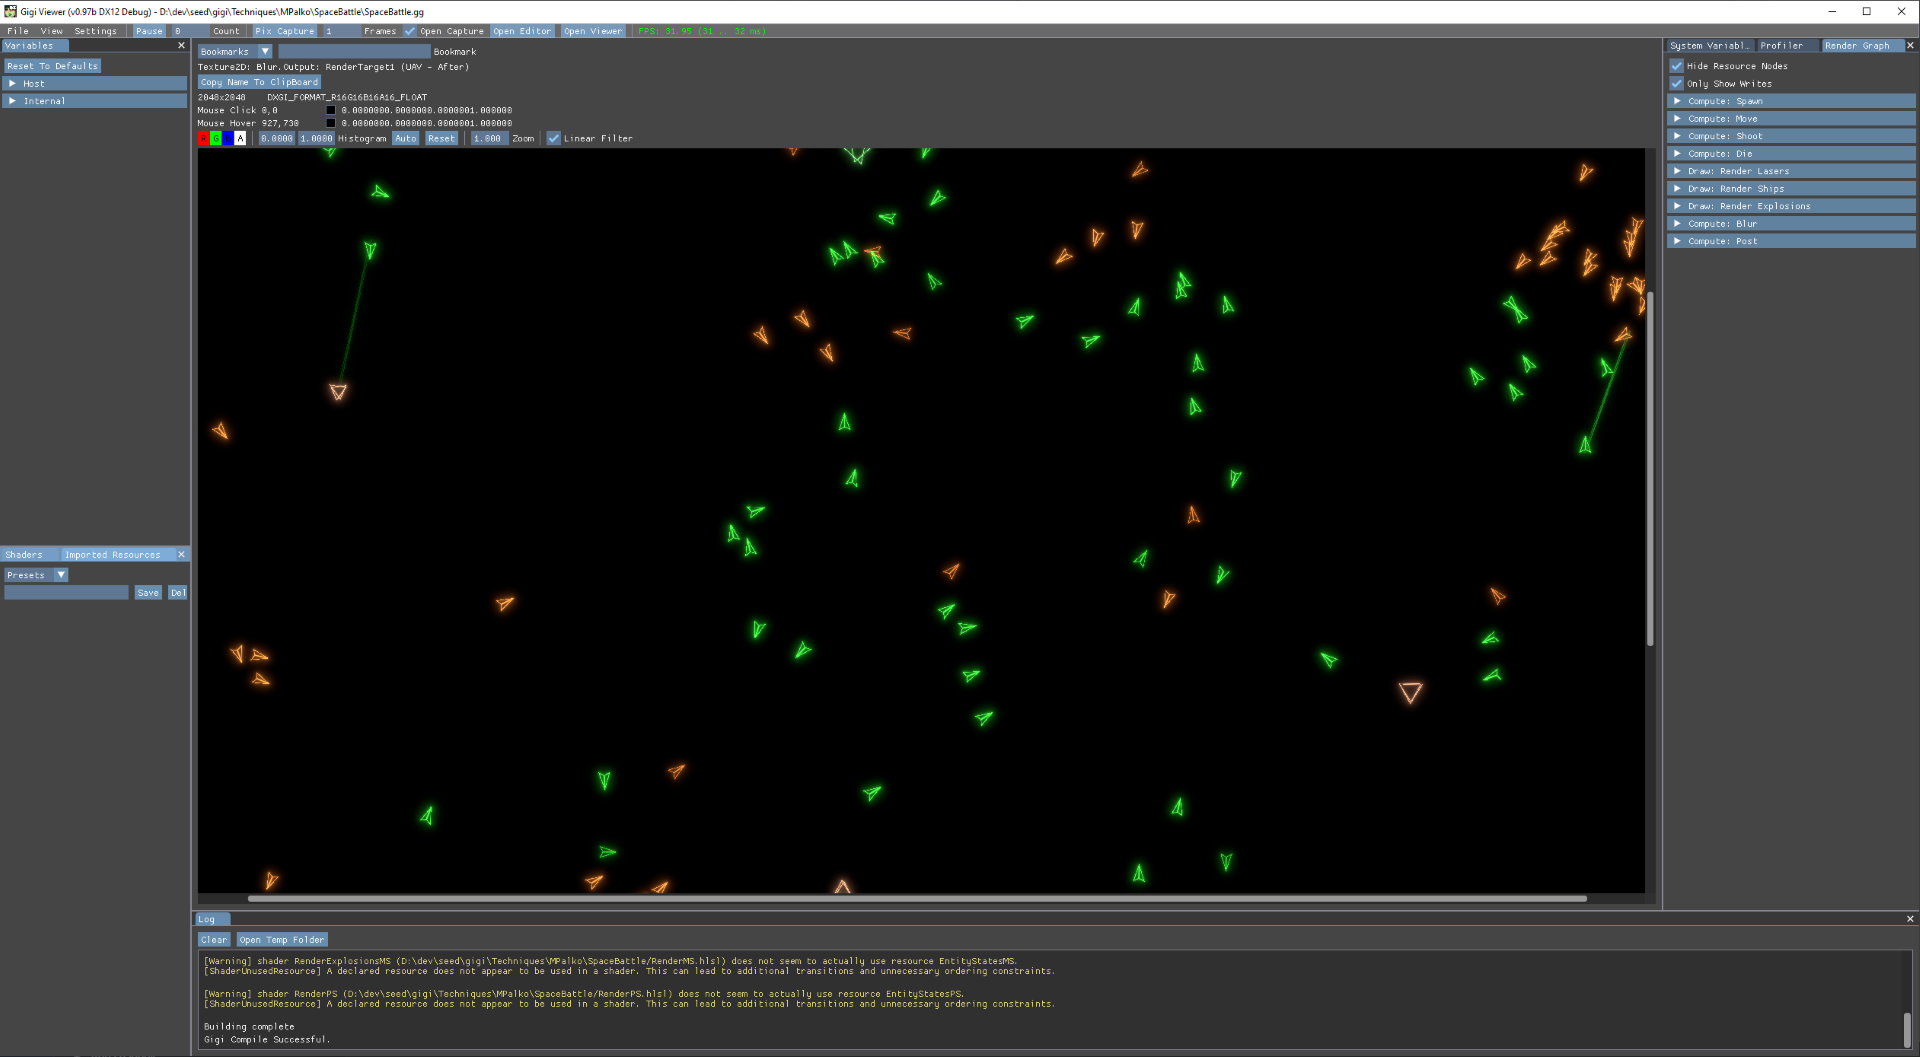 Gigi Viewer (v0.97b DX12 Debug) - D:\dev\seed\gigi\Techniques\MPalko\SpaceBattle\SpaceBattle.gg
File View Settings Pause 0 Count Pix Capture 1 Frames Open Capture Open Editor Open Viewer FPS: 31.95 (31 .. 32 ms)
Variables
Reset To Defaults
Host
Internal
Shaders Imported Resources
Presets
Save Del
Bookmarks Bookmark
Texture2D: Blur.Output: RenderTarget1 (UAV - After)
Copy Name To ClipBoard
2048x2048 DXGI_FORMAT_R16G16B16A16_FLOAT
Mouse Click 0,0 0.0000000.0000000.0000001.000000
Mouse Hover 927,730 0.0000000.0000000.0000001.000000
R G B A 0.0000 1.0000 Histogram Auto Reset 1.000 Zoom Linear Filter
System Variabl.. Profiler Render Graph
Hide Resource Nodes
Only Show Writes
Compute: Spawn
Compute: Move
Compute: Shoot
Compute: Die
Draw: Render Lasers
Draw: Render Ships
Draw: Render Explosions
Compute: Blur
Compute: Post
Log
Clear Open Temp Folder
[Warning] shader RenderExplosionsMS (D:\dev\seed\gigi\Techniques\MPalko\SpaceBattle/RenderMS.hlsl) does not seem to actually use resource EntityStatesMS.
[ShaderUnusedResource] A declared resource does not appear to be used in a shader. This can lead to additional transitions and unnecessary ordering constraints.
[Warning] shader RenderPS (D:\dev\seed\gigi\Techniques\MPalko\SpaceBattle/RenderPS.hlsl) does not seem to actually use resource EntityStatesPS.
[ShaderUnusedResource] A declared resource does not appear to be used in a shader. This can lead to additional transitions and unnecessary ordering constraints.
Building complete
Gigi Compile Successful.